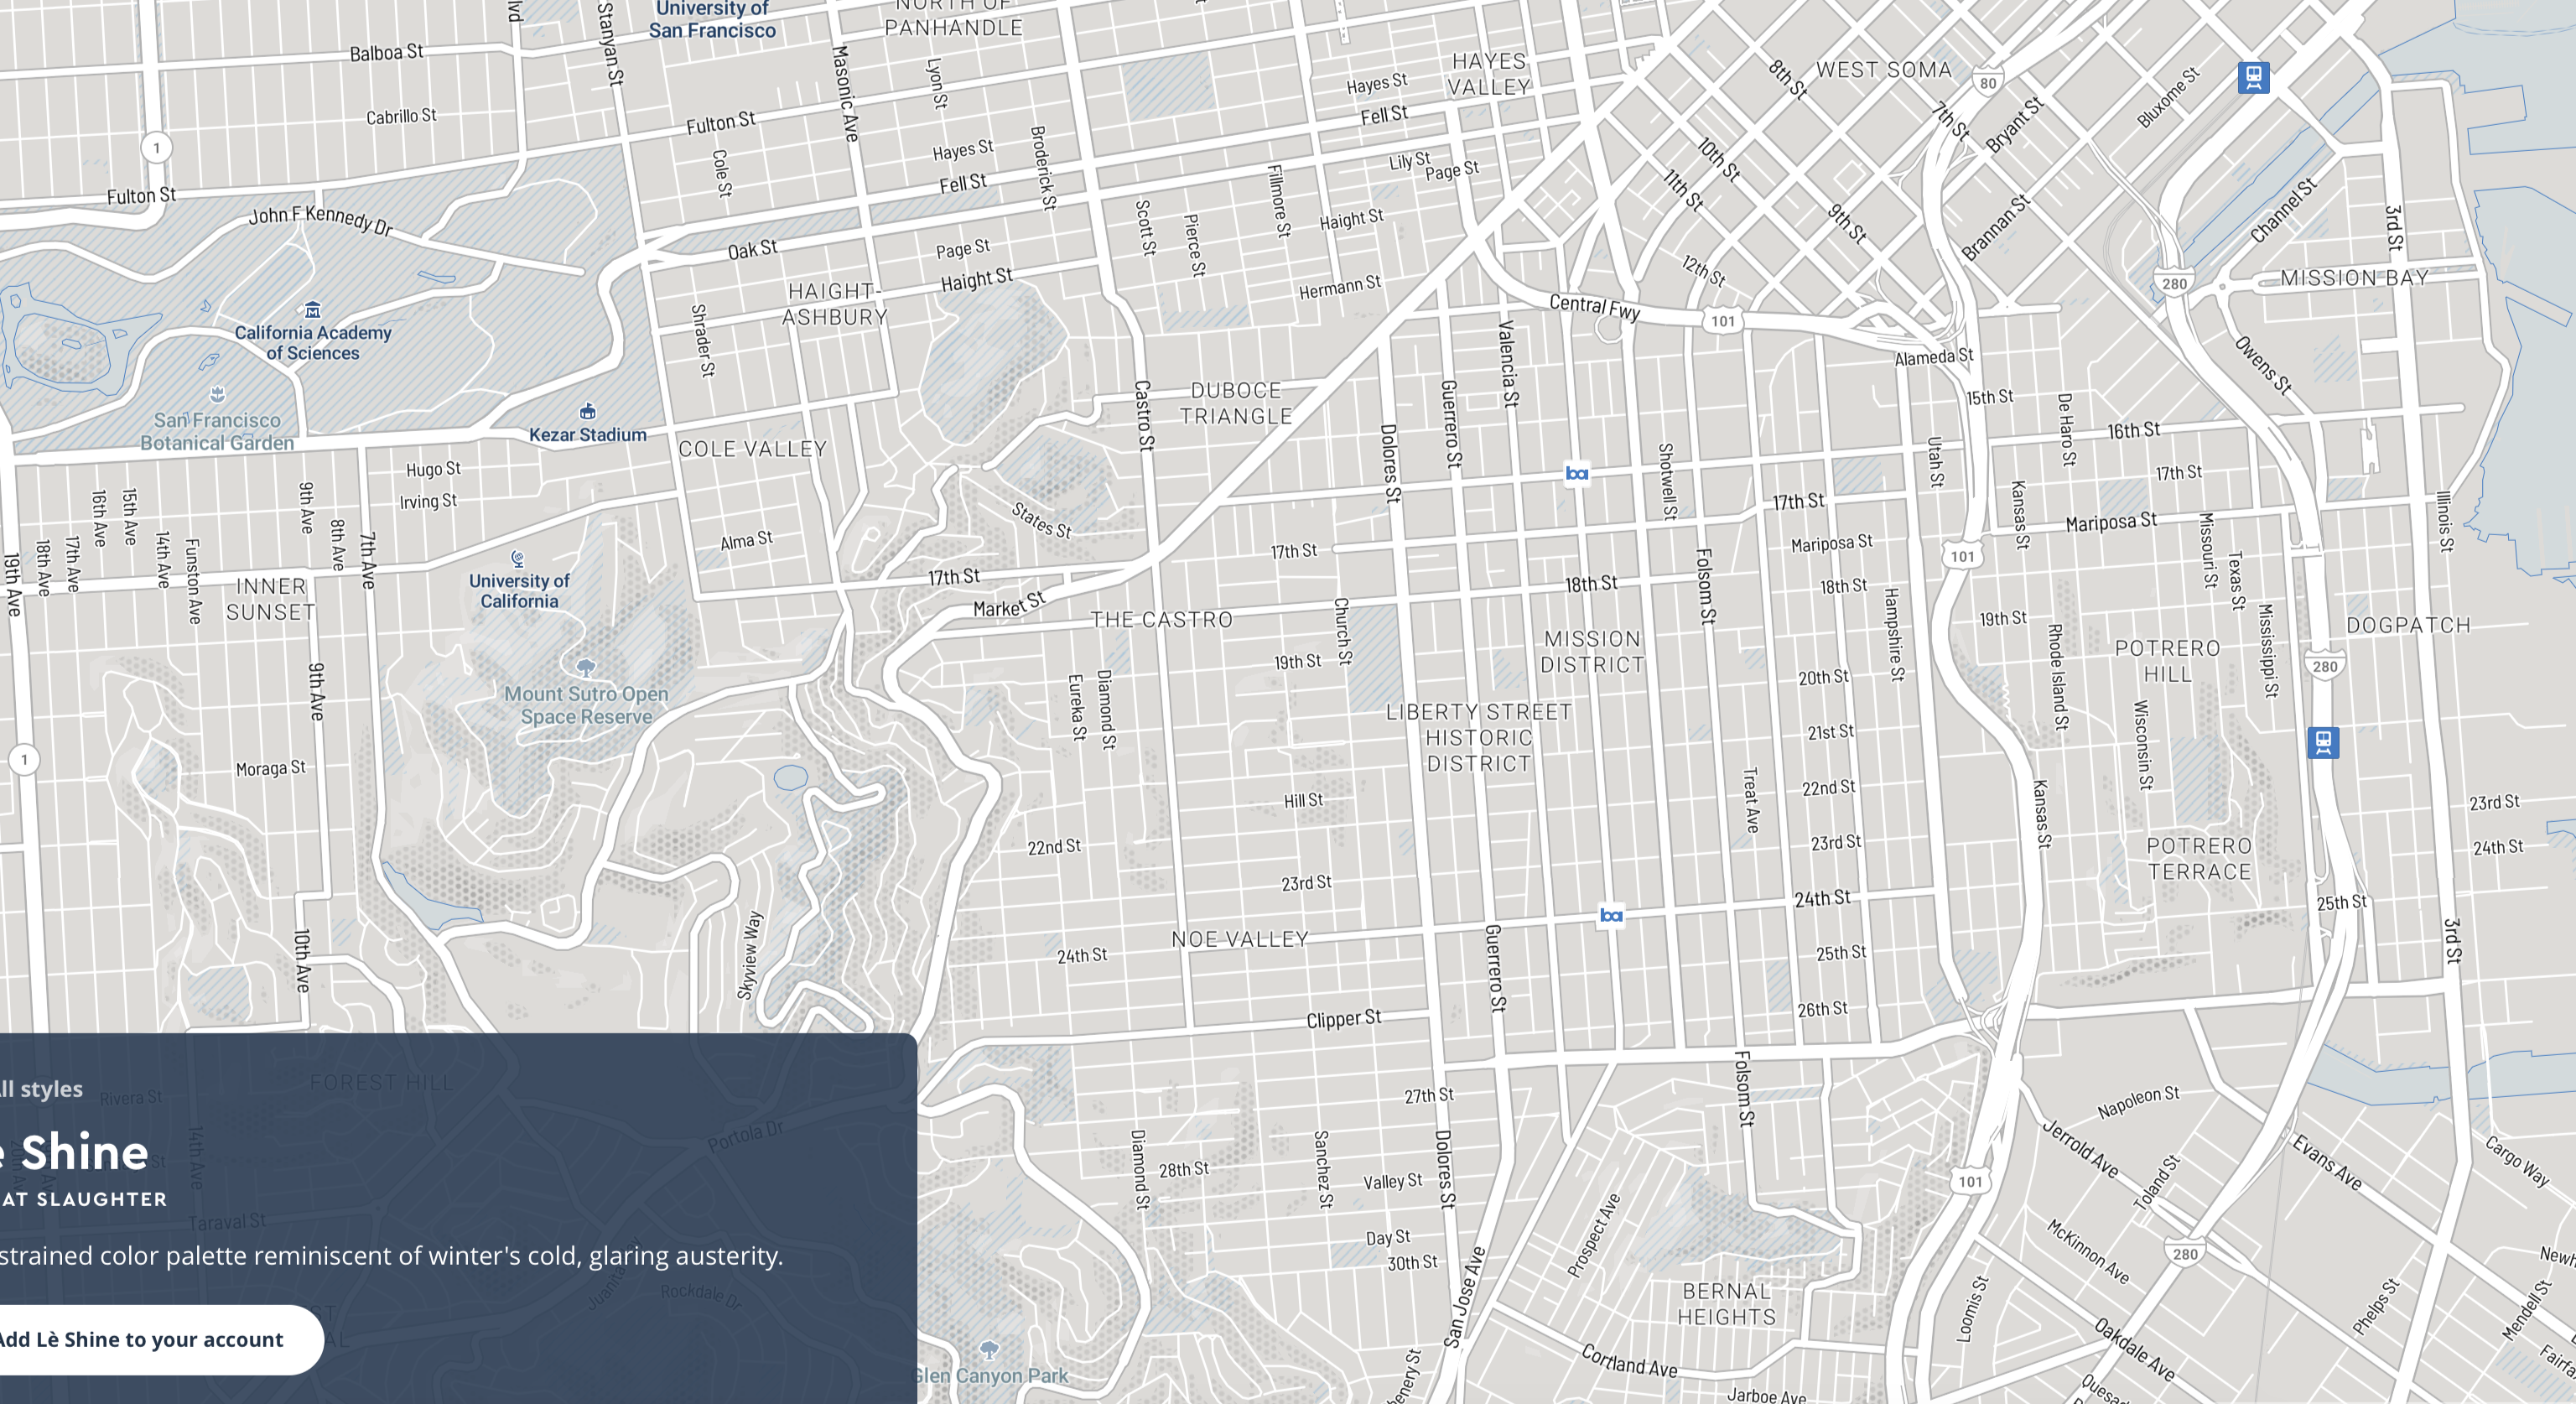 University of
San Francisco
NORTH OF
PANHANDLE
Balboa St
Stanyan St
Masonic Ave
Lyon St
Cabrillo St
Fulton St
Cole St
Hayes St
Fell St
Broderick St
HAYES
VALLEY
Hayes St
Fell St
Lily St
Page St
WEST SOMA
8th St
80
7th St
Bryant St
Bluxome St
10th St
11th St
9th St
Brannan St
Channel St
3rd St
1
Fulton St
John F Kennedy Dr
Oak St
Page St
Haight St
Scott St
Pierce St
Fillmore St
Haight St
Hermann St
12th St
Central Fwy
101
280
MISSION BAY
HAIGHT-
ASHBURY
California Academy
of Sciences
Shrader St
San Francisco
Botanical Garden
Kezar Stadium
COLE VALLEY
DUBOCE
TRIANGLE
Castro St
Dolores St
Guerrero St
Valencia St
Alameda St
15th St
Owens St
De Haro St
16th St
17th St
Utah St
Kansas St
Mariposa St
Illinois St
Hugo St
Irving St
16th Ave
15th Ave
9th Ave
19th Ave
18th Ave
17th Ave
14th Ave
Funston Ave
8th Ave
7th Ave
INNER
SUNSET
University of
California
Alma St
States St
17th St
Market St
17th St
ba
Shotwell St
17th St
Mariposa St
18th St
Folsom St
18th St
101
Missouri St
Texas St
Mississippi St
THE CASTRO
Church St
MISSION
DISTRICT
Hampshire St
19th St
Rhode Island St
POTRERO
HILL
DOGPATCH
280
9th Ave
Mount Sutro Open
Space Reserve
Eureka St
Diamond St
19th St
20th St
LIBERTY STREET
HISTORIC
DISTRICT
21st St
Wisconsin St
1
Moraga St
Hill St
Treat Ave
22nd St
Kansas St
23rd St
22nd St
23rd St
POTRERO
TERRACE
24th St
23rd St
24th St
25th St
ba
Skyview Way
10th Ave
24th St
NOE VALLEY
Guerrero St
25th St
3rd St
Clipper St
26th St
FOREST HILL
Rivera St
14th Ave
Portola Dr
Taraval St
Rockdale Dr
All styles
Shine
AT SLAUGHTER
strained color palette reminiscent of winter's cold, glaring austerity.
Add Lè Shine to your account
27th St
Folsom St
Napoleon St
Diamond St
28th St
Sanchez St
Valley St
Dolores St
Day St
30th St
San Jose Ave
Prospect Ave
101
Jerrold Ave
Toland St
Evans Ave
Cargo Way
McKinnon Ave
280
BERNAL
HEIGHTS
Loomis St
Cortland Ave
Jarboe Ave
Oakdale Ave
Phelps St
Mendell St
Glen Canyon Park